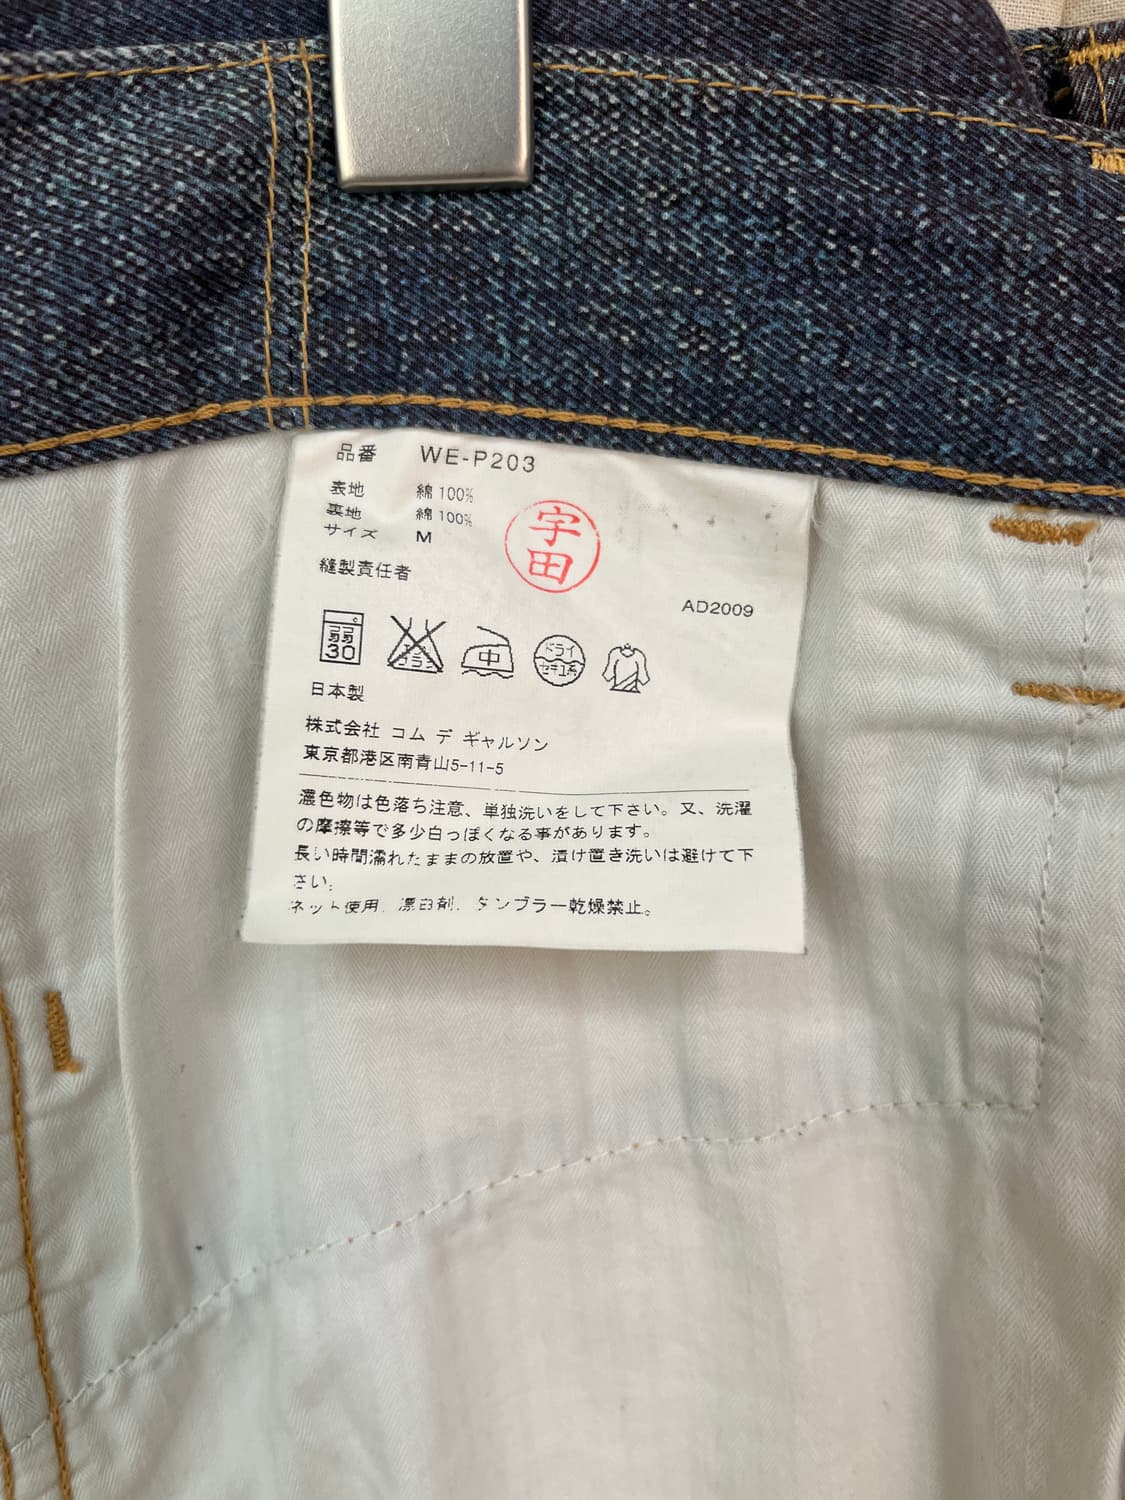 品番 WE-P203
表地 綿 100%
裏地 綿 100%
サイズ M
宇田
縫製責任者
AD2009
弱 30
中
ドライ
セキユ系
日本製
株式会社 コム デ ギャルソン
東京都港区南青山5-11-5
濃色物は色落ち注意、単独洗いをして下さい。又、洗濯
の摩擦等で多少白っぽくなる事があります。
長い時間濡れたままの放置や、漬け置き洗いは避けて下
さい。
ネット使用、漂白剤、タンブラー乾燥禁止。